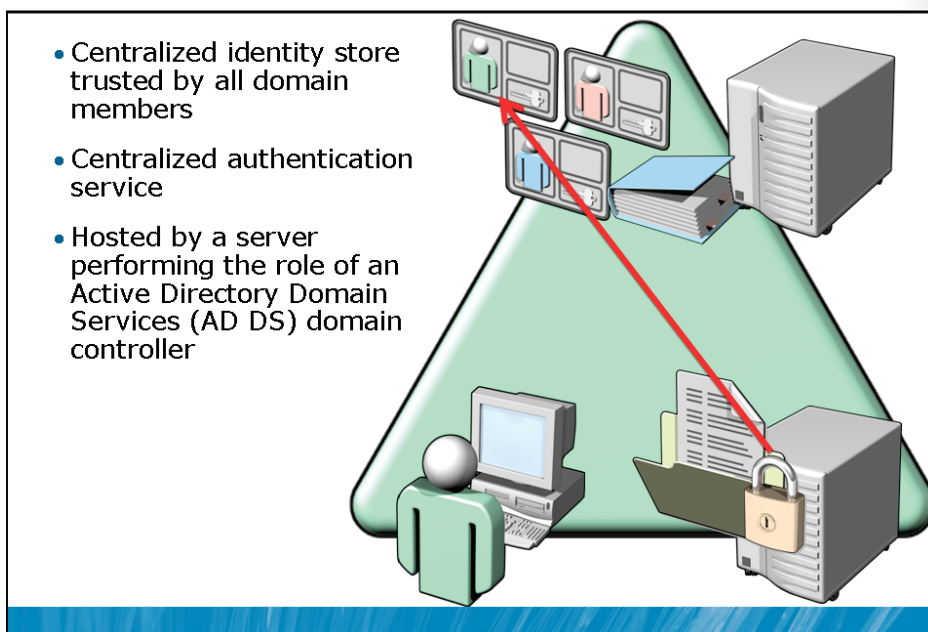 • Centralized identity store
trusted by all domain
members
• Centralized authentication
service
• Hosted by a server
performing the role of an
Active Directory Domain
Services (AD DS) domain
controller